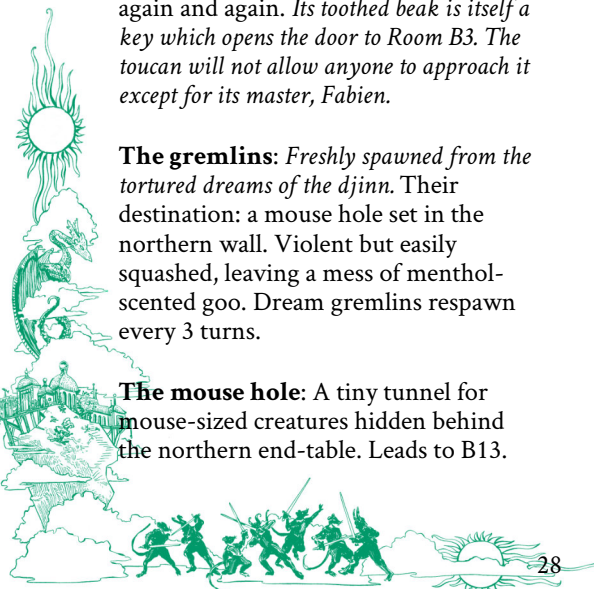 again and again. Its toothed beak is itself a
key which opens the door to Room B3. The
toucan will not allow anyone to approach it
except for its master, Fabien.
The gremlins: Freshly spawned from the
tortured dreams of the djinn. Their
destination: a mouse hole set in the
northern wall. Violent but easily
squashed, leaving a mess of menthol-
scented goo. Dream gremlins respawn
every 3 turns.
The mouse hole: A tiny tunnel for
mouse-sized creatures hidden behind
the northern end-table. Leads to B13.
28